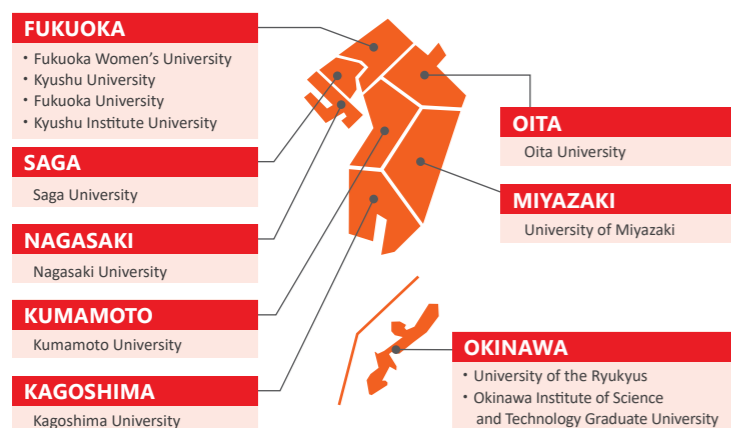 FUKUOKA
・Fukuoka Women's University
・Kyushu University
・Fukuoka University
・Kyushu Institute University
SAGA
Saga University
NAGASAKI
Nagasaki University
KUMAMOTO
Kumamoto University
KAGOSHIMA
Kagoshima University
OITA
Oita University
MIYAZAKI
University of Miyazaki
OKINAWA
・University of the Ryukyus
・Okinawa Institute of Science
and Technology Graduate University